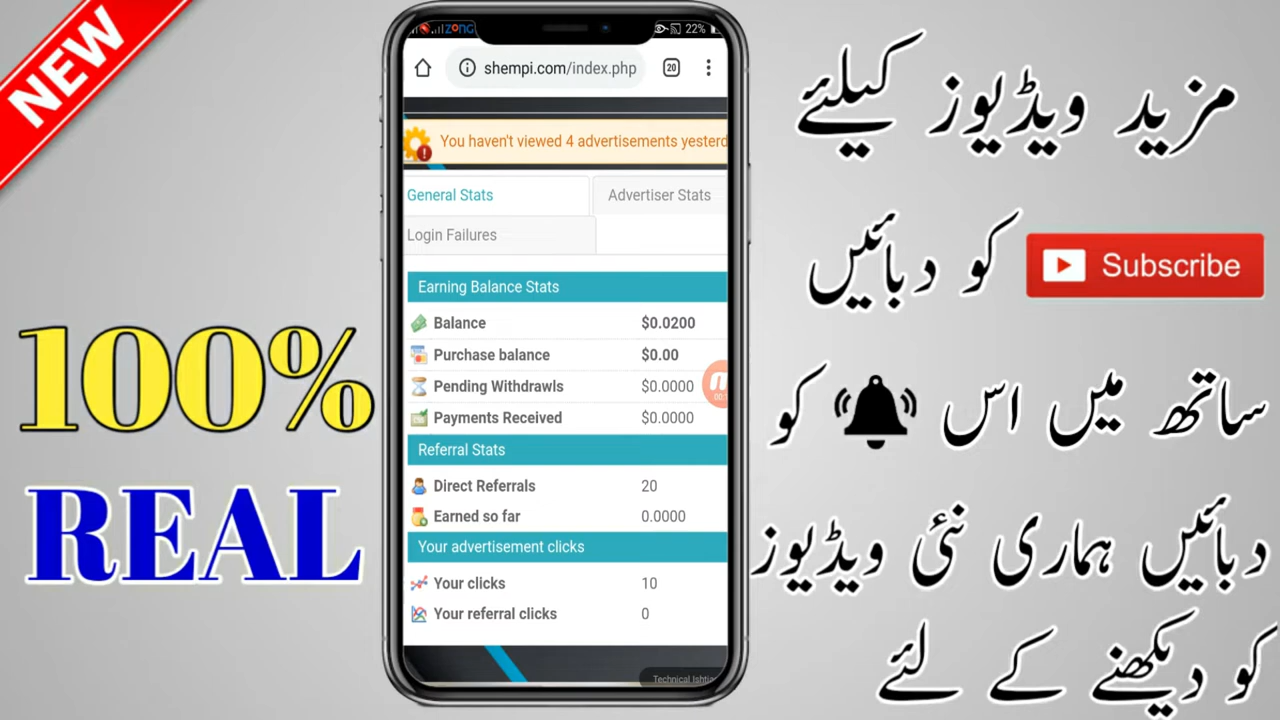 NEW
100%
REAL
ZONG
22%
shempi.com/index.php
20
You haven't viewed 4 advertisements yesterd
General Stats
Advertiser Stats
Login Failures
Earning Balance Stats
Balance $0.0200
Purchase balance $0.00
Pending Withdrawls $0.0000
Payments Received $0.0000
Referral Stats
Direct Referrals 20
Earned so far 0.0000
Your advertisement clicks
Your clicks 10
Your referral clicks 0
Technical Ishtia
مزید ویڈیوز کیلئے
Subscribe کو دبائیں
ساتھ میں اس کو
دبائیں ہماری نئی ویڈیوز
کو دیکھنے کے لئے